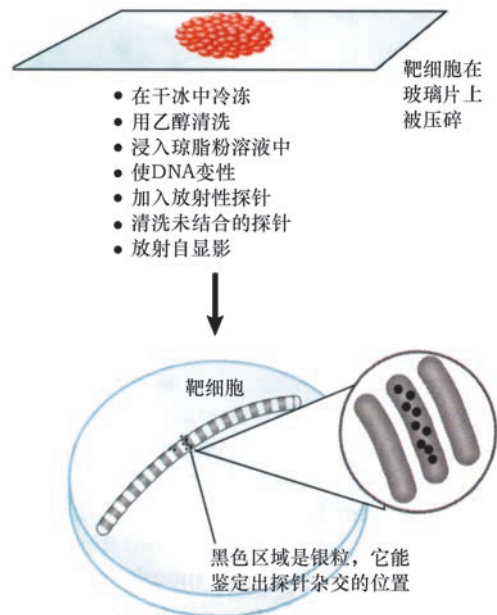 靶细胞在
玻璃片上
被压碎
● 在干冰中冷冻
● 用乙醇清洗
● 浸入琼脂粉溶液中
● 使DNA变性
● 加入放射性探针
● 清洗未结合的探针
● 放射自显影
靶细胞
黑色区域是银粒，它能
鉴定出探针杂交的位置